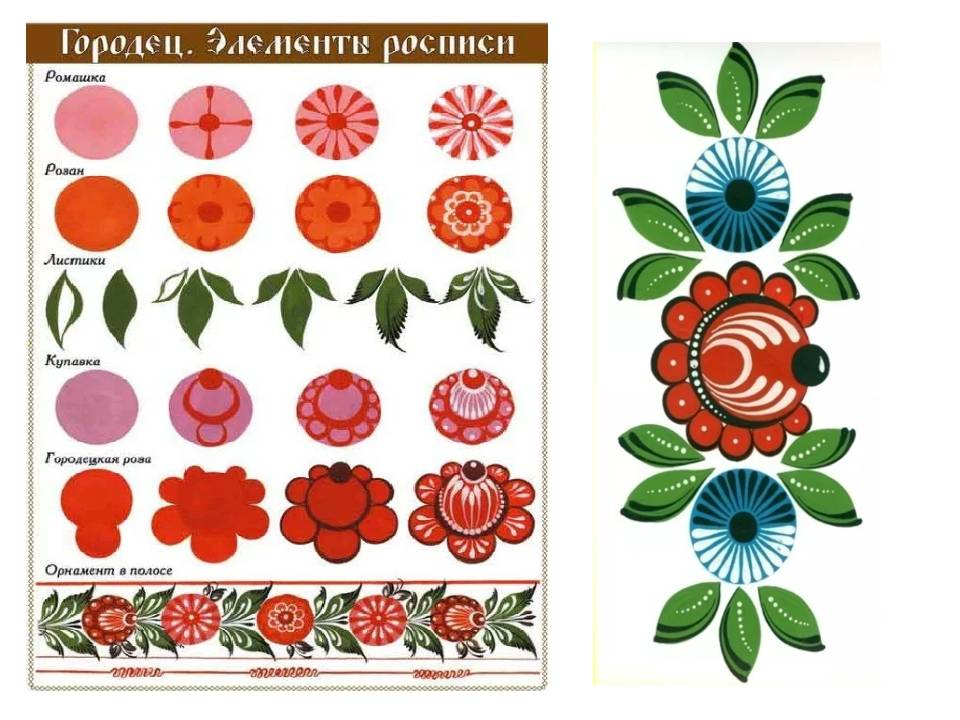 Городец. Элементы росписи
Ромашка
Розан
Листики
Купавка
Городецкая роза
Орнамент в полосе